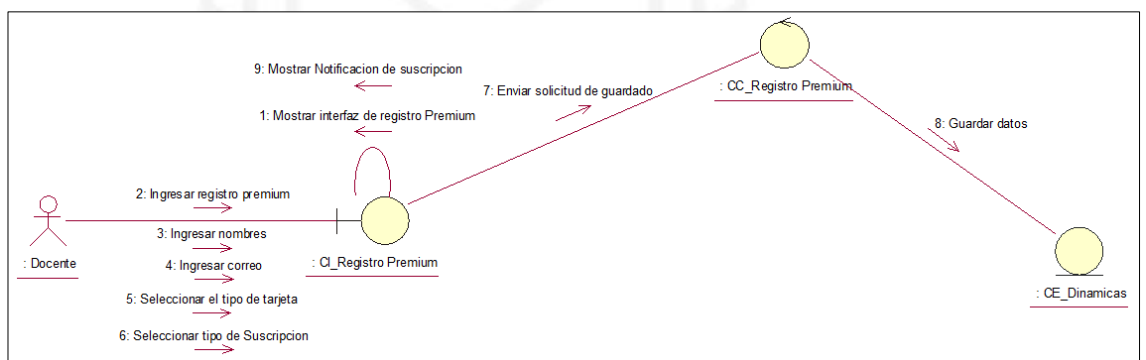 9: Mostrar Notificacion de suscripcion
1: Mostrar interfaz de registro Premium
7: Enviar solicitud de guardado
: CC_Registro Premium
8: Guardar datos
2: Ingresar registro premium
3: Ingresar nombres
4: Ingresar correo
5: Seleccionar el tipo de tarjeta
6: Seleccionar tipo de Suscripcion
: Docente
: CI_Registro Premium
: CE_Dinamicas